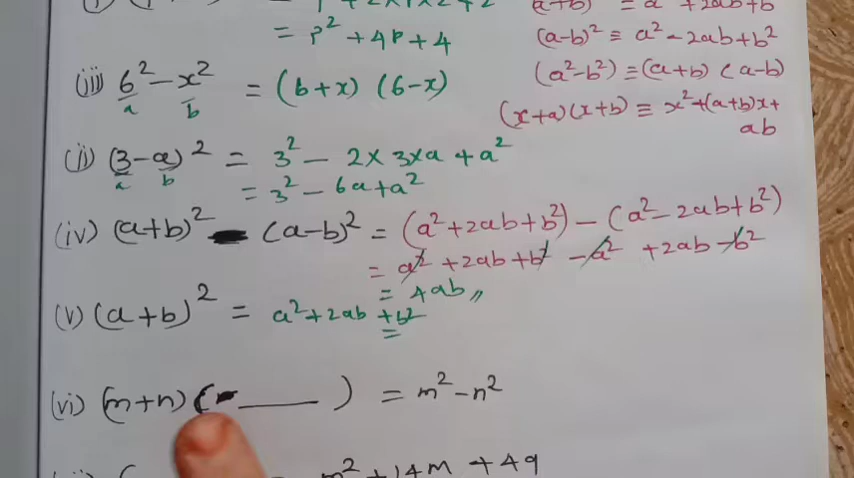 = p² + 4p + 4
(a-b)² ≡ a² - 2ab + b²
(a²-b²) ≡ (a+b) (a-b)
(x+a)(x+b) ≡ x²+(a+b)x+
ab
(iii) 6² - x² = (6+x) (6-x)
a b
(i) (3-a)² = 3² - 2×3×a + a²
a b
= 3² - 6a + a²
(iv) (a+b)² - (a-b)² = (a²+2ab+b²) - (a²-2ab+b²)
= a² + 2ab + b² - a² + 2ab - b²
= 4ab
(v) (a+b)² = a² + 2ab + b²
(vi) (m+n) ( ____ ) = m² - n²
m² + 14m + 49